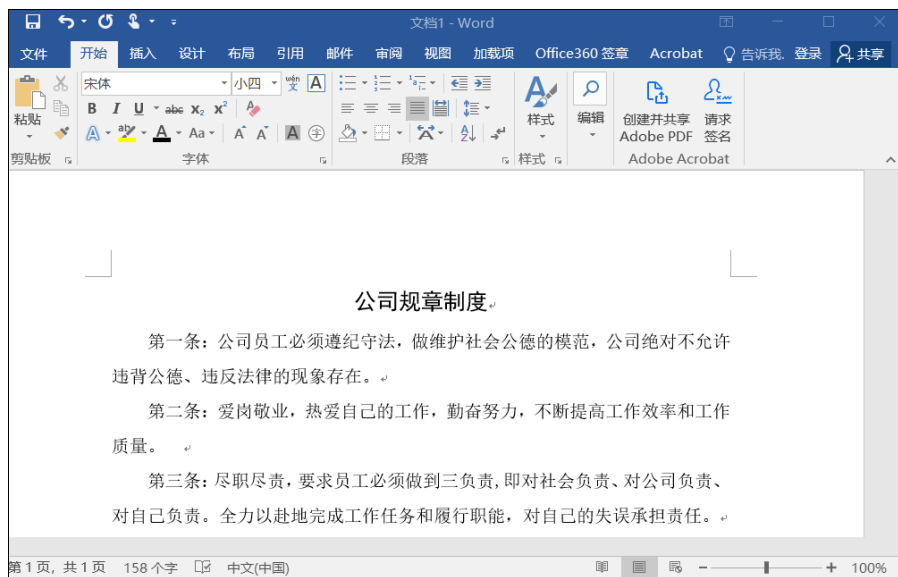 文档1 - Word
文件 开始 插入 设计 布局 引用 邮件 审阅 视图 加载项 Office360 签章 Acrobat 告诉我. 登录 共享
宋体 小四 wén 文 A
B I U abc X₂ X²
A aby A Aa A A A 字
粘贴 样式 编辑 创建并共享 Adobe PDF 请求 签名
剪贴板 字体 段落 样式 Adobe Acrobat
公司规章制度
第一条：公司员工必须遵纪守法，做维护社会公德的模范，公司绝对不允许
违背公德、违反法律的现象存在。
第二条：爱岗敬业，热爱自己的工作，勤奋努力，不断提高工作效率和工作
质量。
第三条：尽职尽责，要求员工必须做到三负责,即对社会负责、对公司负责、
对自己负责。全力以赴地完成工作任务和履行职能，对自己的失误承担责任。
第1页，共1页 158个字 中文(中国) 100%